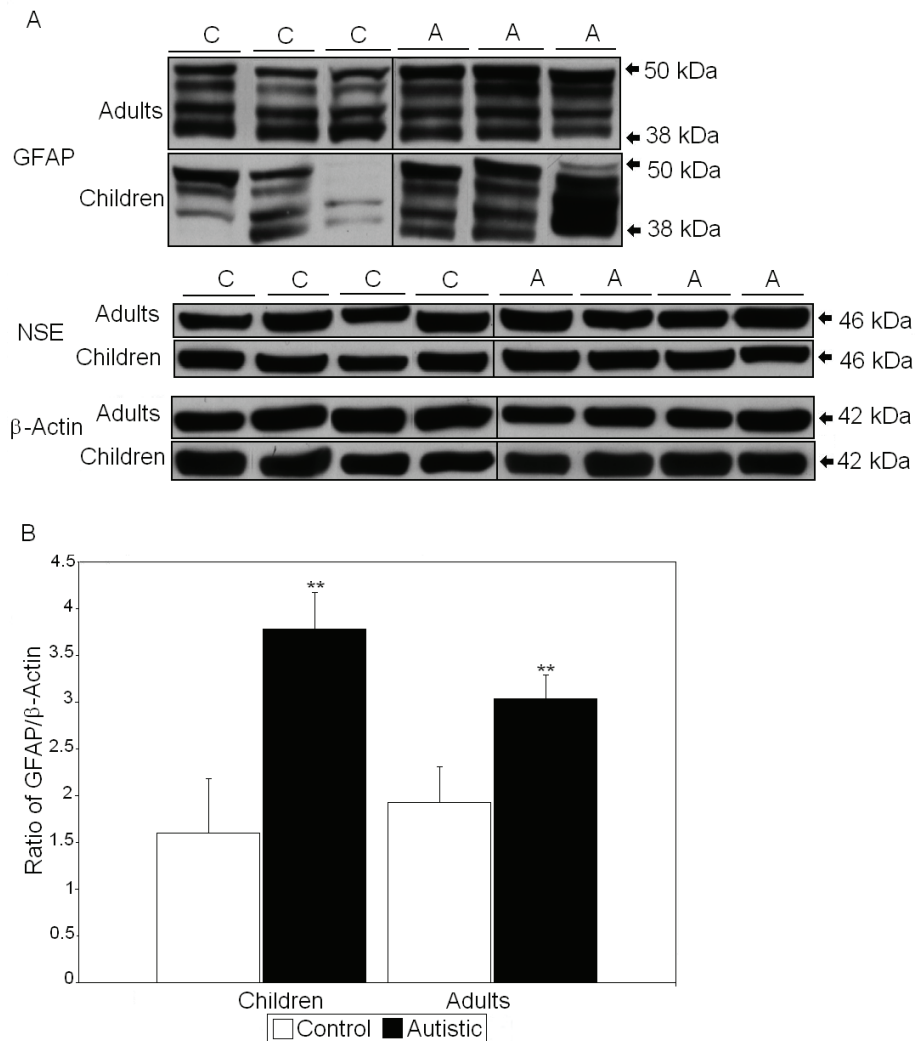 A
C C C A A A
Adults
50 kDa
38 kDa
GFAP
Children
50 kDa
38 kDa
C C C C A A A A
NSE
Adults
46 kDa
Children
46 kDa
β-Actin
Adults
42 kDa
Children
42 kDa
B
Ratio of GFAP/β-Actin
4.5
4
3.5
3
2.5
2
1.5
1
0.5
0
**
**
Children Adults
Control Autistic